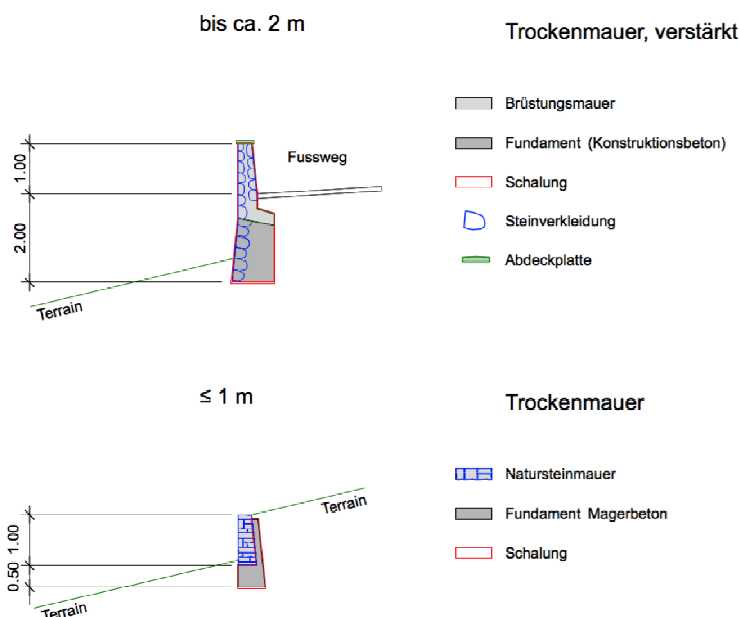 bis ca. 2 m
Trockenmauer, verstärkt
Brüstungsmauer
Fundament (Konstruktionsbeton)
Schalung
Steinverkleidung
Abdeckplatte
Fussweg
1.00
2.00
Terrain
≤ 1 m
Trockenmauer
Natursteinmauer
Fundament Magerbeton
Schalung
Terrain
1.00
0.50
Terrain